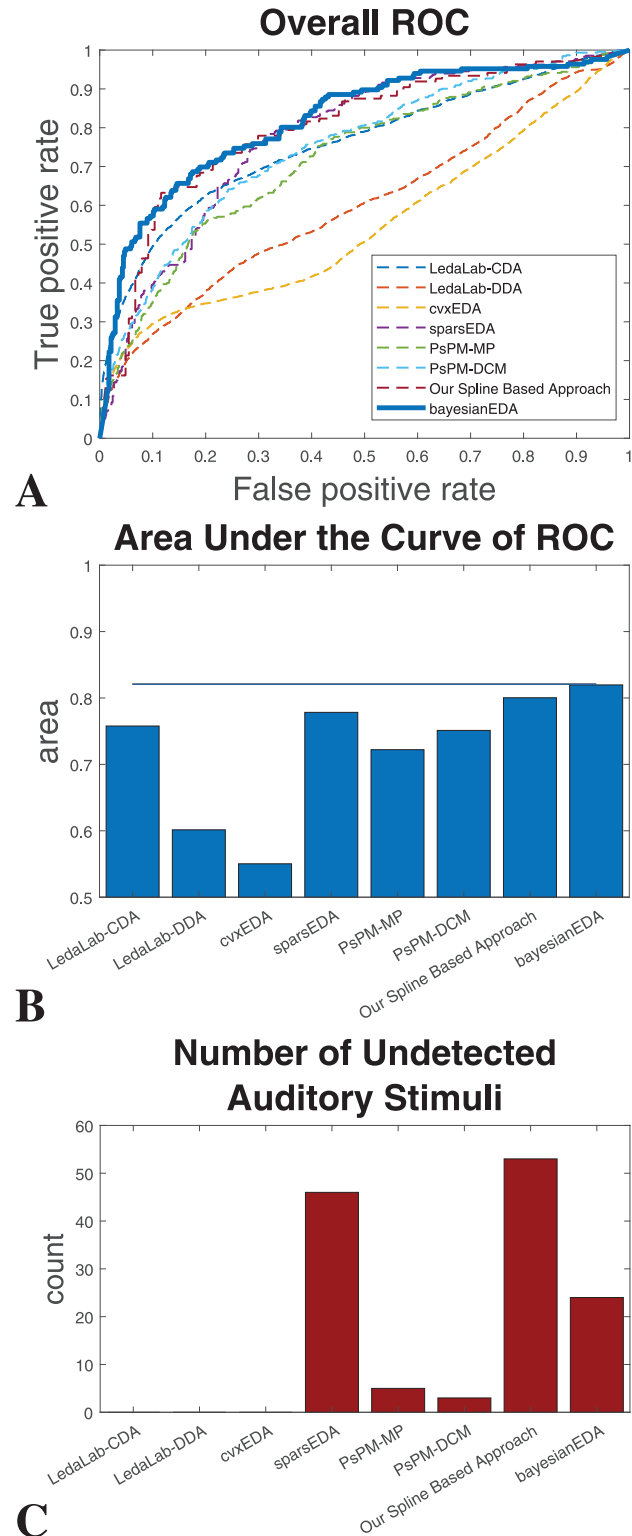 Overall ROC
1
0.9
0.8
0.7
0.6
0.5
0.4
0.3
0.2
0.1
0
True positive rate
LedaLab-CDA
LedaLab-DDA
cvxEDA
sparsEDA
PsPM-MP
PsPM-DCM
Our Spline Based Approach
bayesianEDA
0 0.1 0.2 0.3 0.4 0.5 0.6 0.7 0.8 0.9 1
False positive rate
A
Area Under the Curve of ROC
1
0.9
0.8
0.7
0.6
0.5
area
LedaLab-CDA
LedaLab-DDA
cvxEDA
sparsEDA
PsPM-MP
PsPM-DCM
Our Spline Based Approach
bayesianEDA
B
Number of Undetected
Auditory Stimuli
60
50
40
30
20
10
0
count
LedaLab-CDA
LedaLab-DDA
cvxEDA
sparsEDA
PsPM-MP
PsPM-DCM
Our Spline Based Approach
bayesianEDA
C